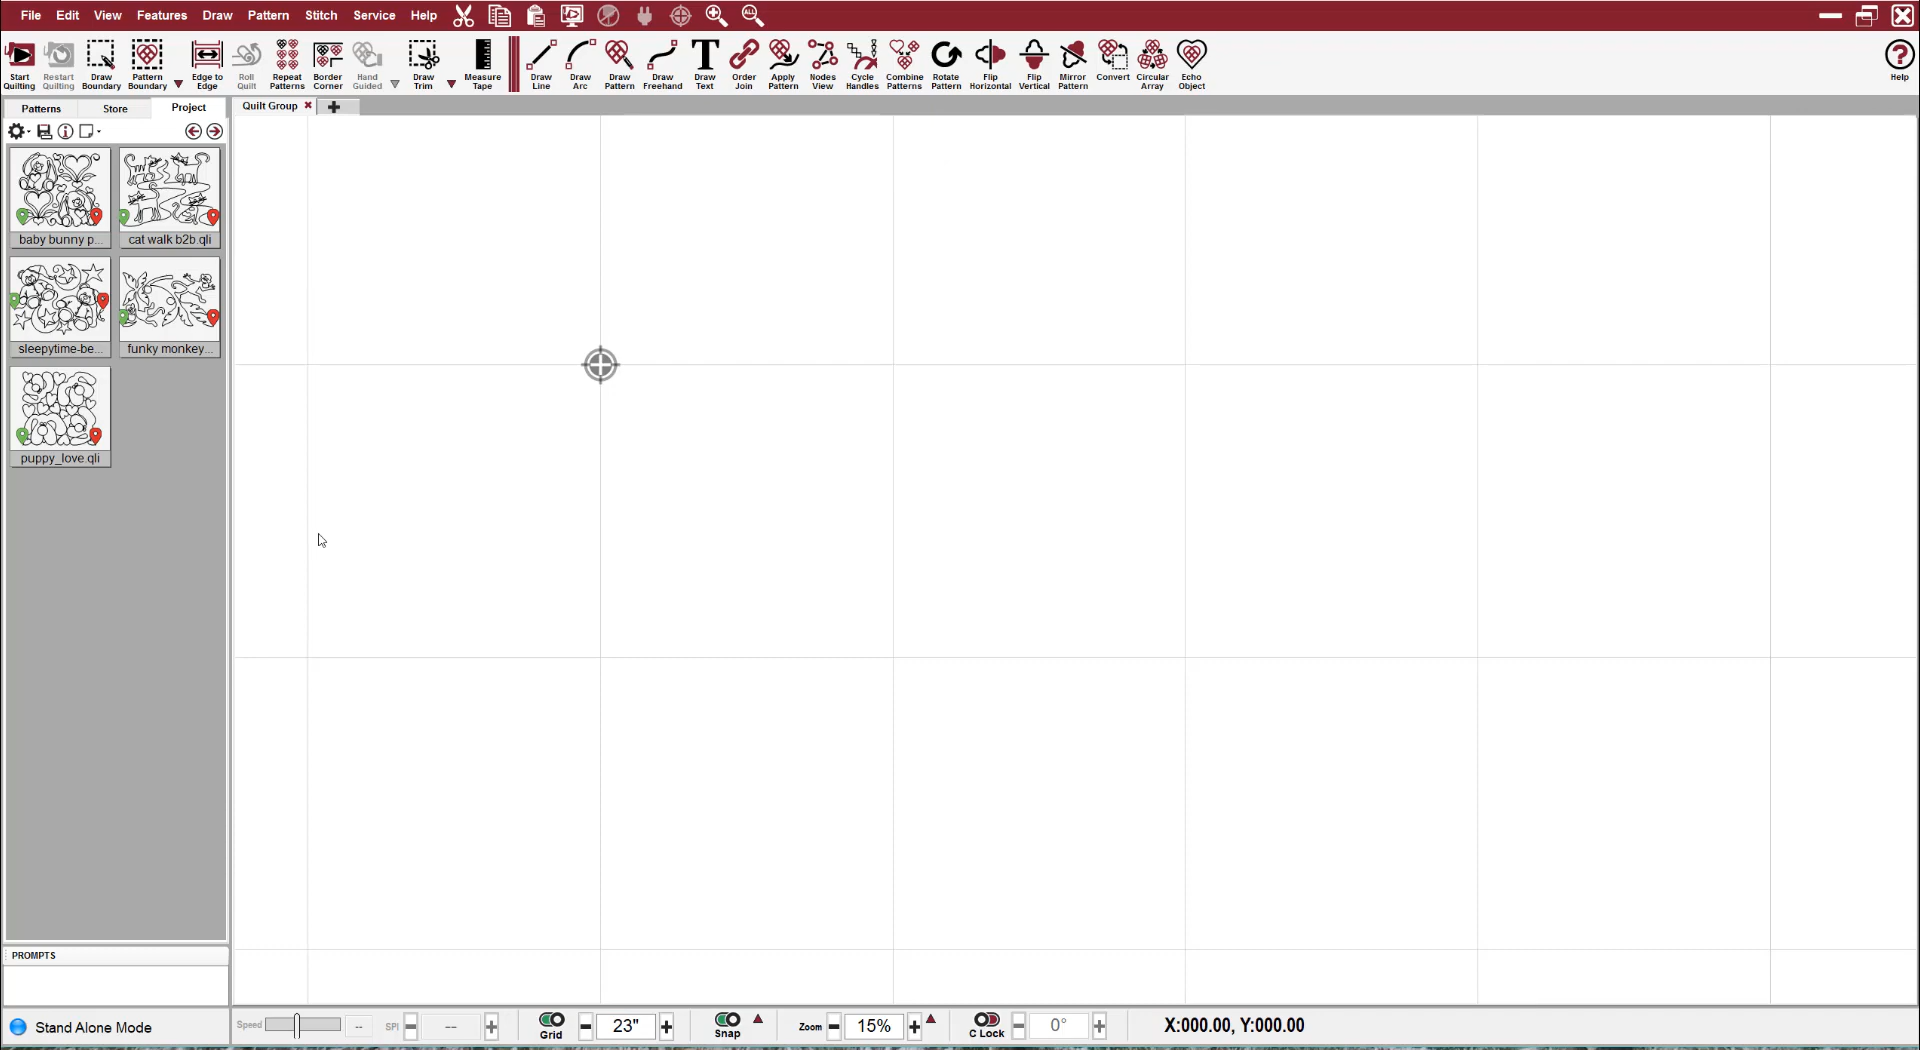 File Edit View Features Draw Pattern Stitch Service Help
Start Quilting
Restart Quilting
Draw Boundary
Pattern Boundary
Edge to Edge
Roll Quilt
Repeat Patterns
Border Corner
Hand Guided
Draw Trim
Measure Tape
Draw Line
Draw Arc
Draw Pattern
Draw Freehand
Draw Text
Order Join
Apply Pattern
Nodes View
Cycle Handles
Combine Patterns
Rotate Pattern
Flip Horizontal
Flip Vertical
Mirror Pattern
Convert
Circular Array
Echo Object
Help
Patterns Store Project
Quilt Group
baby bunny p...
cat walk b2b.qli
sleepytime-be...
funky monkey...
puppy_love.qli
PROMPTS
Stand Alone Mode
Speed -- SPI --
Grid 23"
Snap
Zoom 15%
C Lock 0°
X:000.00, Y:000.00